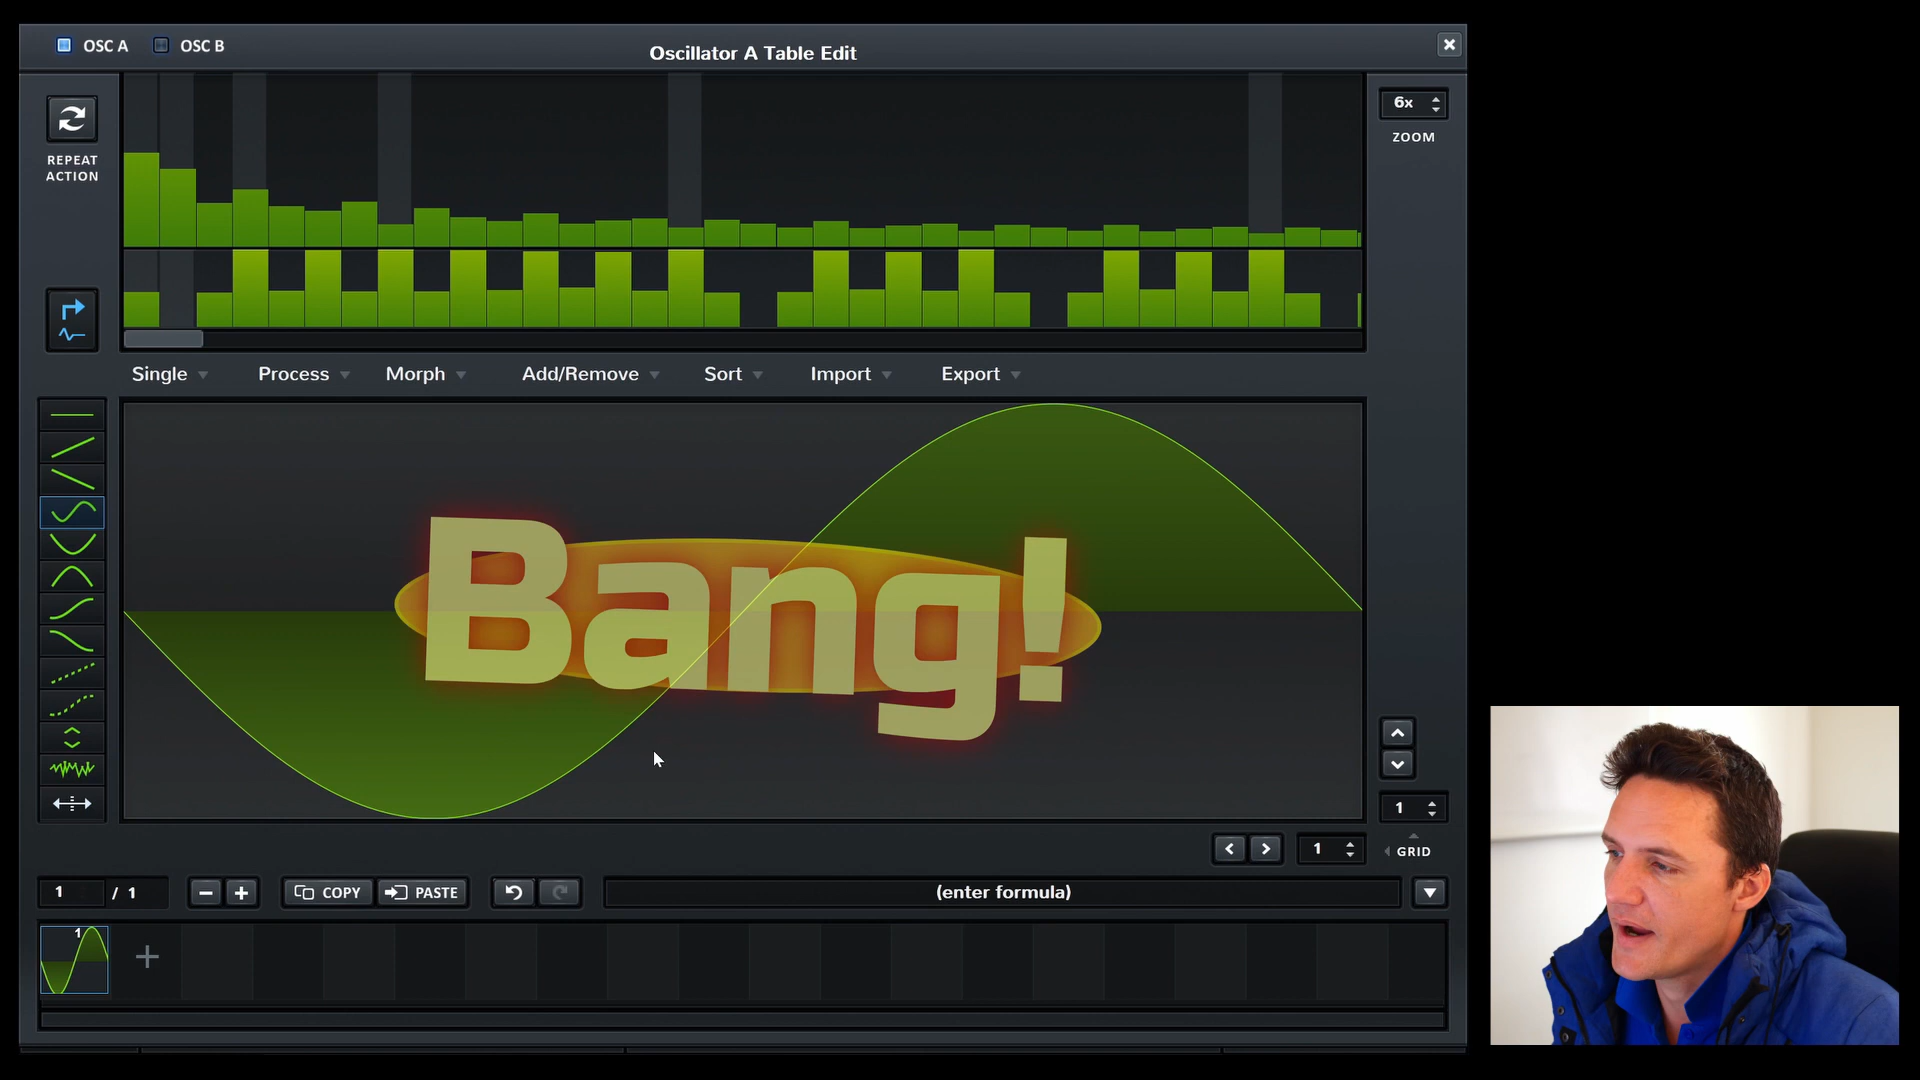 OSC A OSC B
Oscillator A Table Edit
REPEAT
ACTION
6x
ZOOM
Single Process Morph Add/Remove Sort Import Export
Bang!
1
1
GRID
1 / 1
COPY PASTE
(enter formula)
1